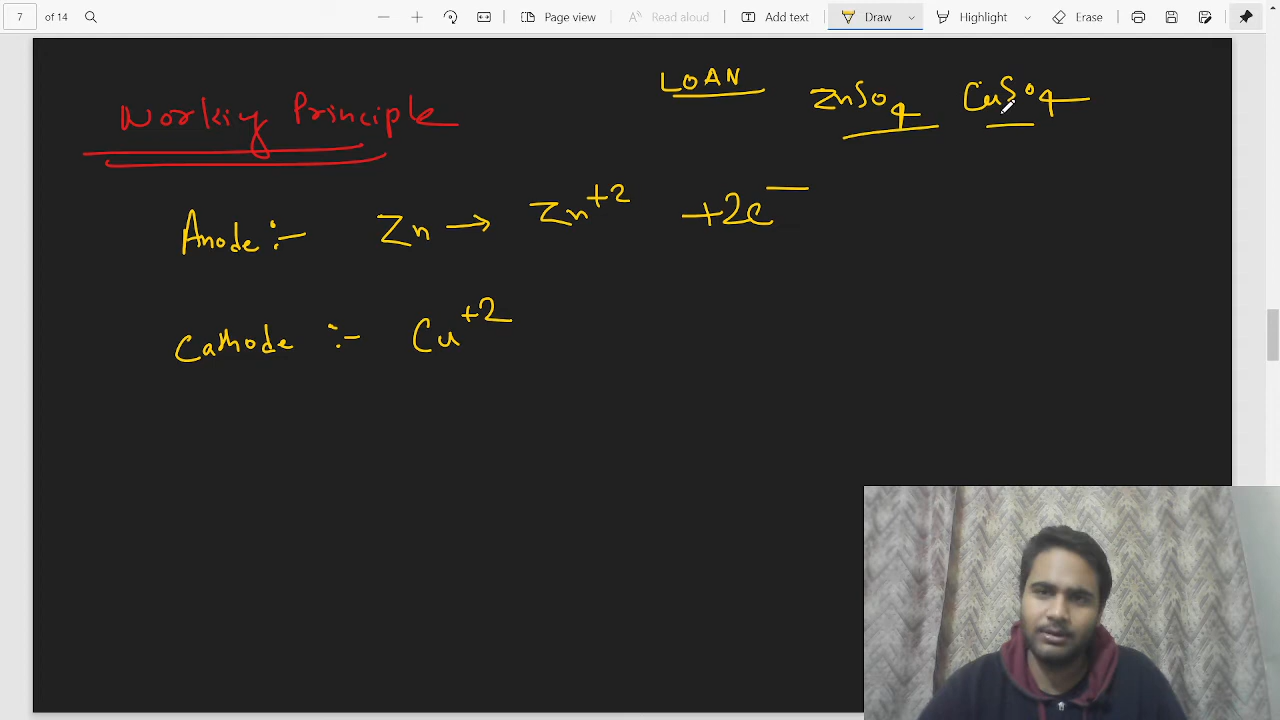 7 of 14 Page view Read aloud Add text Draw Highlight Erase
LOAN ZnSO4 CuSO4
Workiy Principle
Anode :- Zn → Zn+2 +2e−
Cathode :- Cu+2